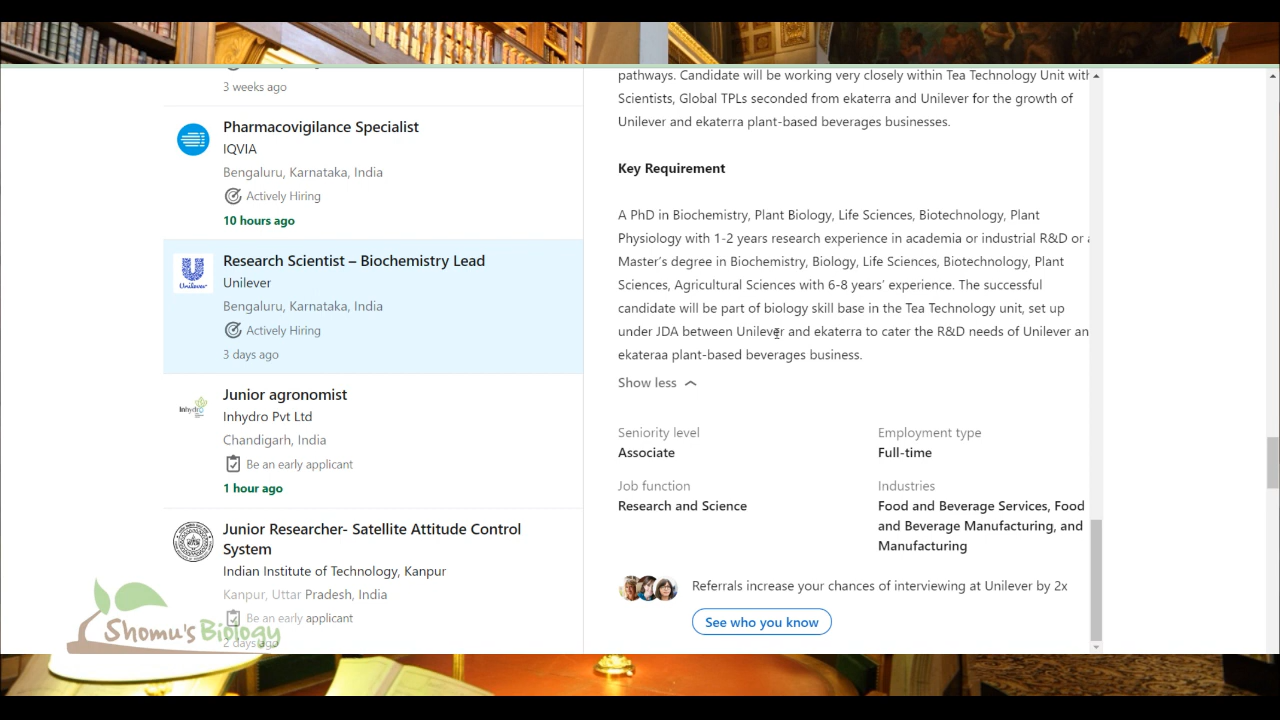 3 weeks ago
Pharmacovigilance Specialist
IQVIA
Bengaluru, Karnataka, India
Actively Hiring
10 hours ago
Unilever
Research Scientist – Biochemistry Lead
Unilever
Bengaluru, Karnataka, India
Actively Hiring
3 days ago
Inhydro
Junior agronomist
Inhydro Pvt Ltd
Chandigarh, India
Be an early applicant
1 hour ago
Junior Researcher- Satellite Attitude Control
System
Indian Institute of Technology, Kanpur
Kanpur, Uttar Pradesh, India
Be an early applicant
2 days ago
Shomu's Biology
pathways. Candidate will be working very closely within Tea Technology Unit with
Scientists, Global TPLs seconded from ekaterra and Unilever for the growth of
Unilever and ekaterra plant-based beverages businesses.
Key Requirement
A PhD in Biochemistry, Plant Biology, Life Sciences, Biotechnology, Plant
Physiology with 1-2 years research experience in academia or industrial R&D or a
Master's degree in Biochemistry, Biology, Life Sciences, Biotechnology, Plant
Sciences, Agricultural Sciences with 6-8 years' experience. The successful
candidate will be part of biology skill base in the Tea Technology unit, set up
under JDA between Unilever and ekaterra to cater the R&D needs of Unilever an
ekateraa plant-based beverages business.
Show less
Seniority level
Associate
Employment type
Full-time
Job function
Research and Science
Industries
Food and Beverage Services, Food
and Beverage Manufacturing, and
Manufacturing
Referrals increase your chances of interviewing at Unilever by 2x
See who you know